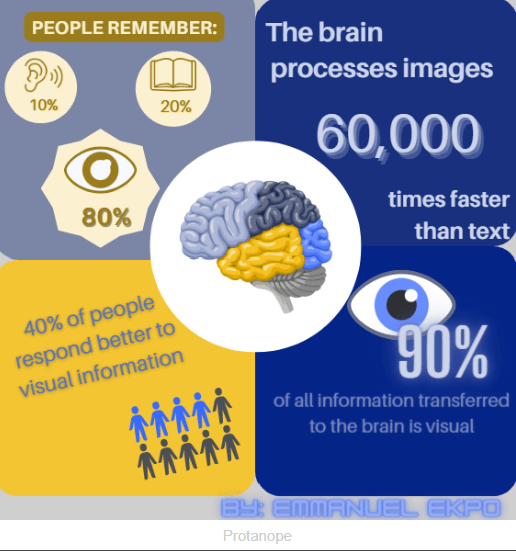 PEOPLE REMEMBER:
10%
20%
80%
The brain
processes images
60,000
times faster
than text
40% of people
respond better to
visual information
90%
of all information transferred
to the brain is visual
BY: EMMANUEL EKPO
Protanope